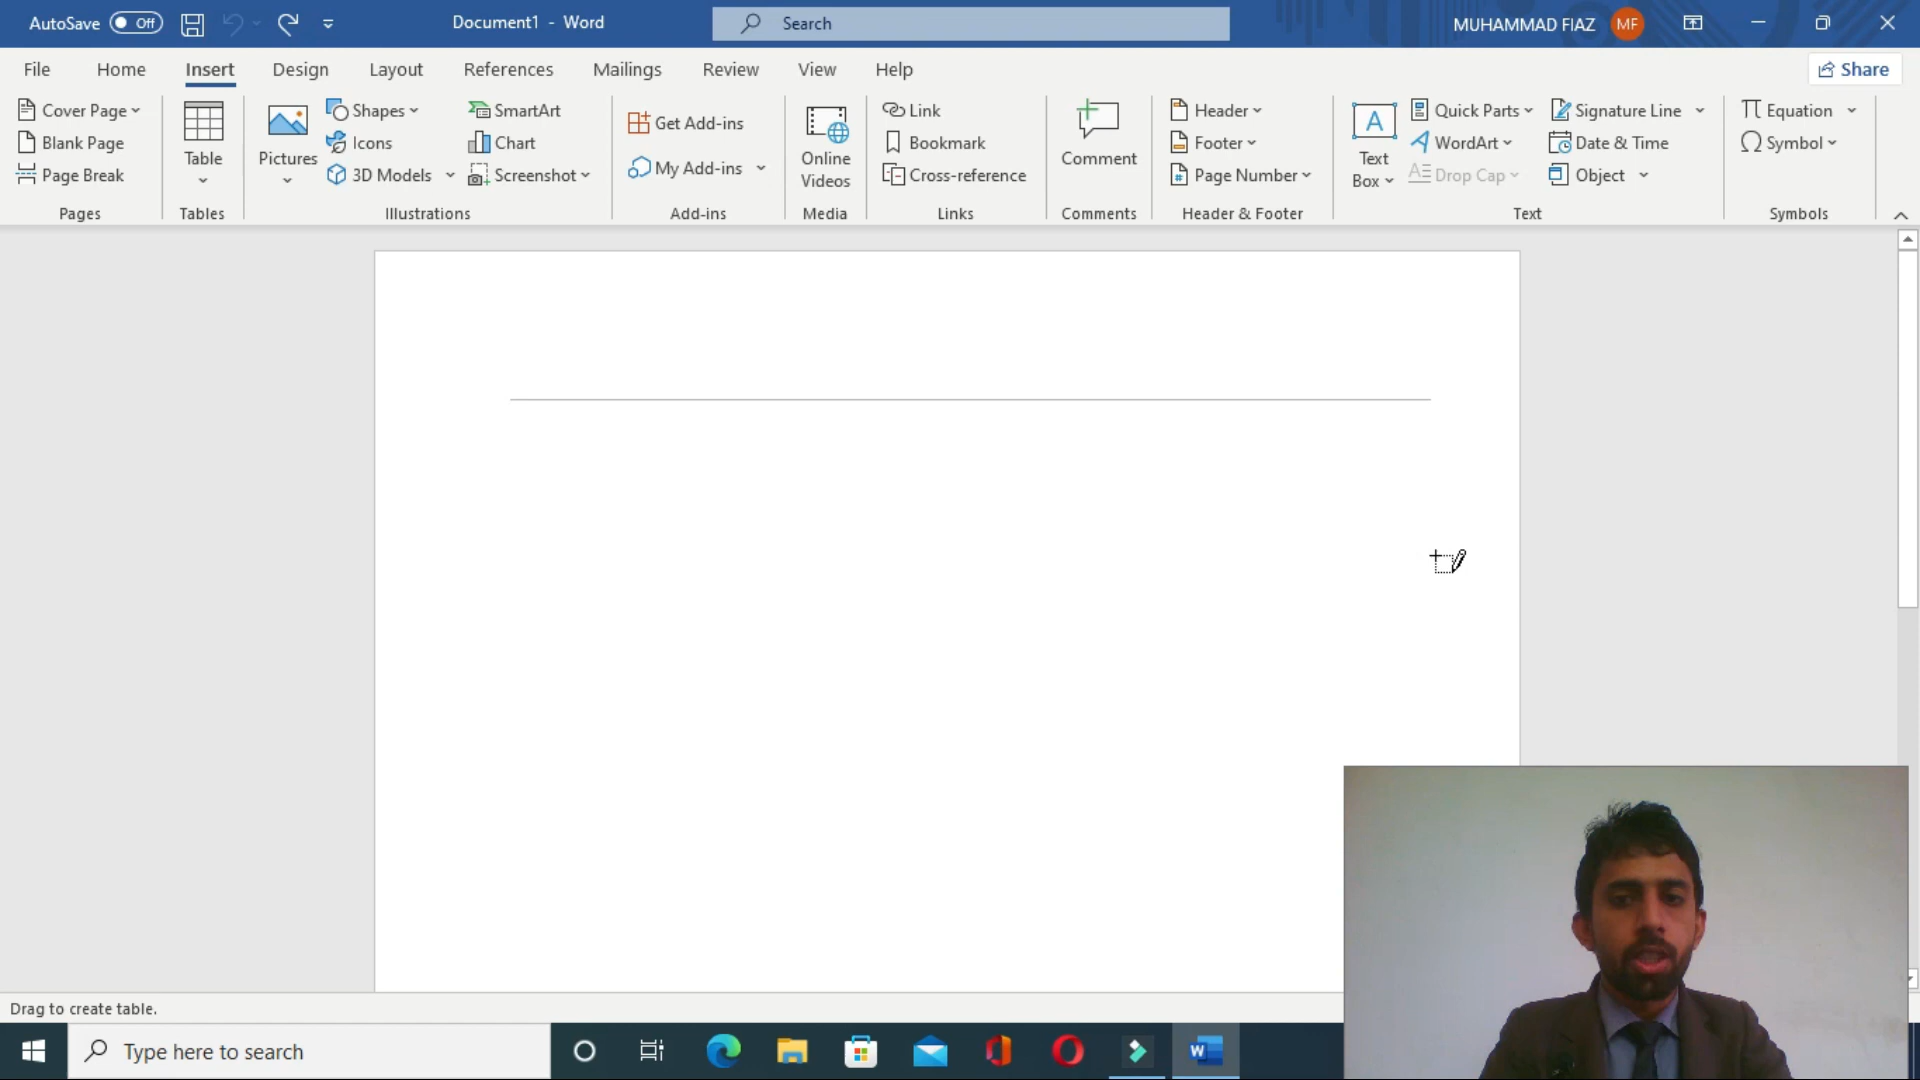 AutoSave Off Document1 - Word Search MUHAMMAD FIAZ MF
File Home Insert Design Layout References Mailings Review View Help Share
Cover Page
Blank Page
Page Break
Pages
Table
Tables
Pictures
Shapes
Icons
3D Models
SmartArt
Chart
Screenshot
Illustrations
Get Add-ins
My Add-ins
Add-ins
Online
Videos
Media
Link
Bookmark
Cross-reference
Links
Comment
Comments
Header
Footer
Page Number
Header & Footer
A
Text
Box
Quick Parts
WordArt
Drop Cap
Signature Line
Date & Time
Object
Text
Equation
Symbol
Symbols
Drag to create table.
Type here to search